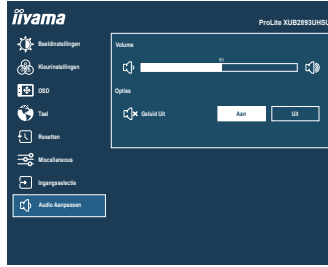 iiyama
ProLite XUB2893UHSU
Beeldinstellingen
Kleurinstellingen
OSD
Taal
Resetten
Miscellaneous
Ingangsselectie
Audio Aanpassen
Volume
50
Opties
Geluid Uit
Aan
Uit